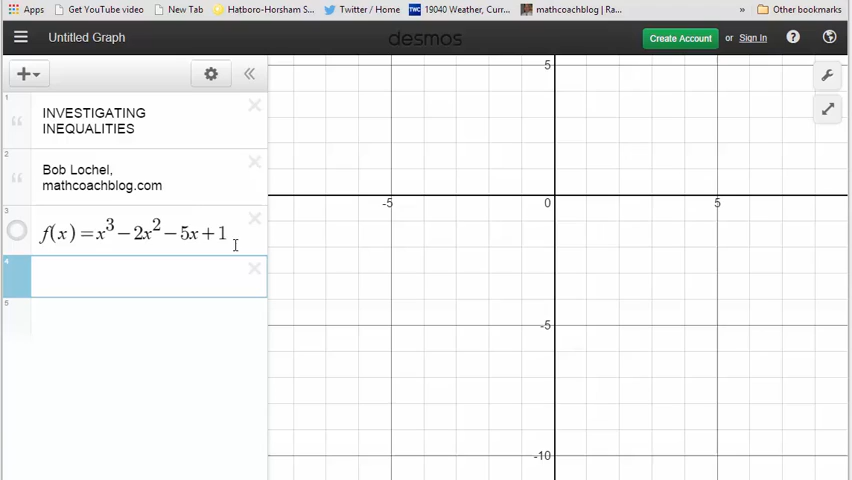 Apps Get YouTube video New Tab Hatboro-Horsham S... Twitter / Home TWC 19040 Weather, Curr... mathcoachblog | Ra... » Other bookmarks
Untitled Graph desmos Create Account or Sign In ?
+ «
1
INVESTIGATING
INEQUALITIES
2
Bob Lochel,
mathcoachblog.com
3
f(x) = x³ − 2x² − 5x + 1
4
5
5
-5 0 5
-5
-10